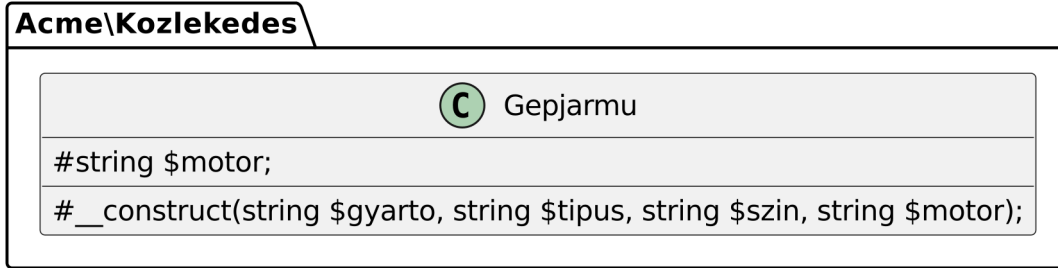 Acme\Kozlekedes
C Gepjarmu
#string $motor;
#__construct(string $gyarto, string $tipus, string $szin, string $motor);